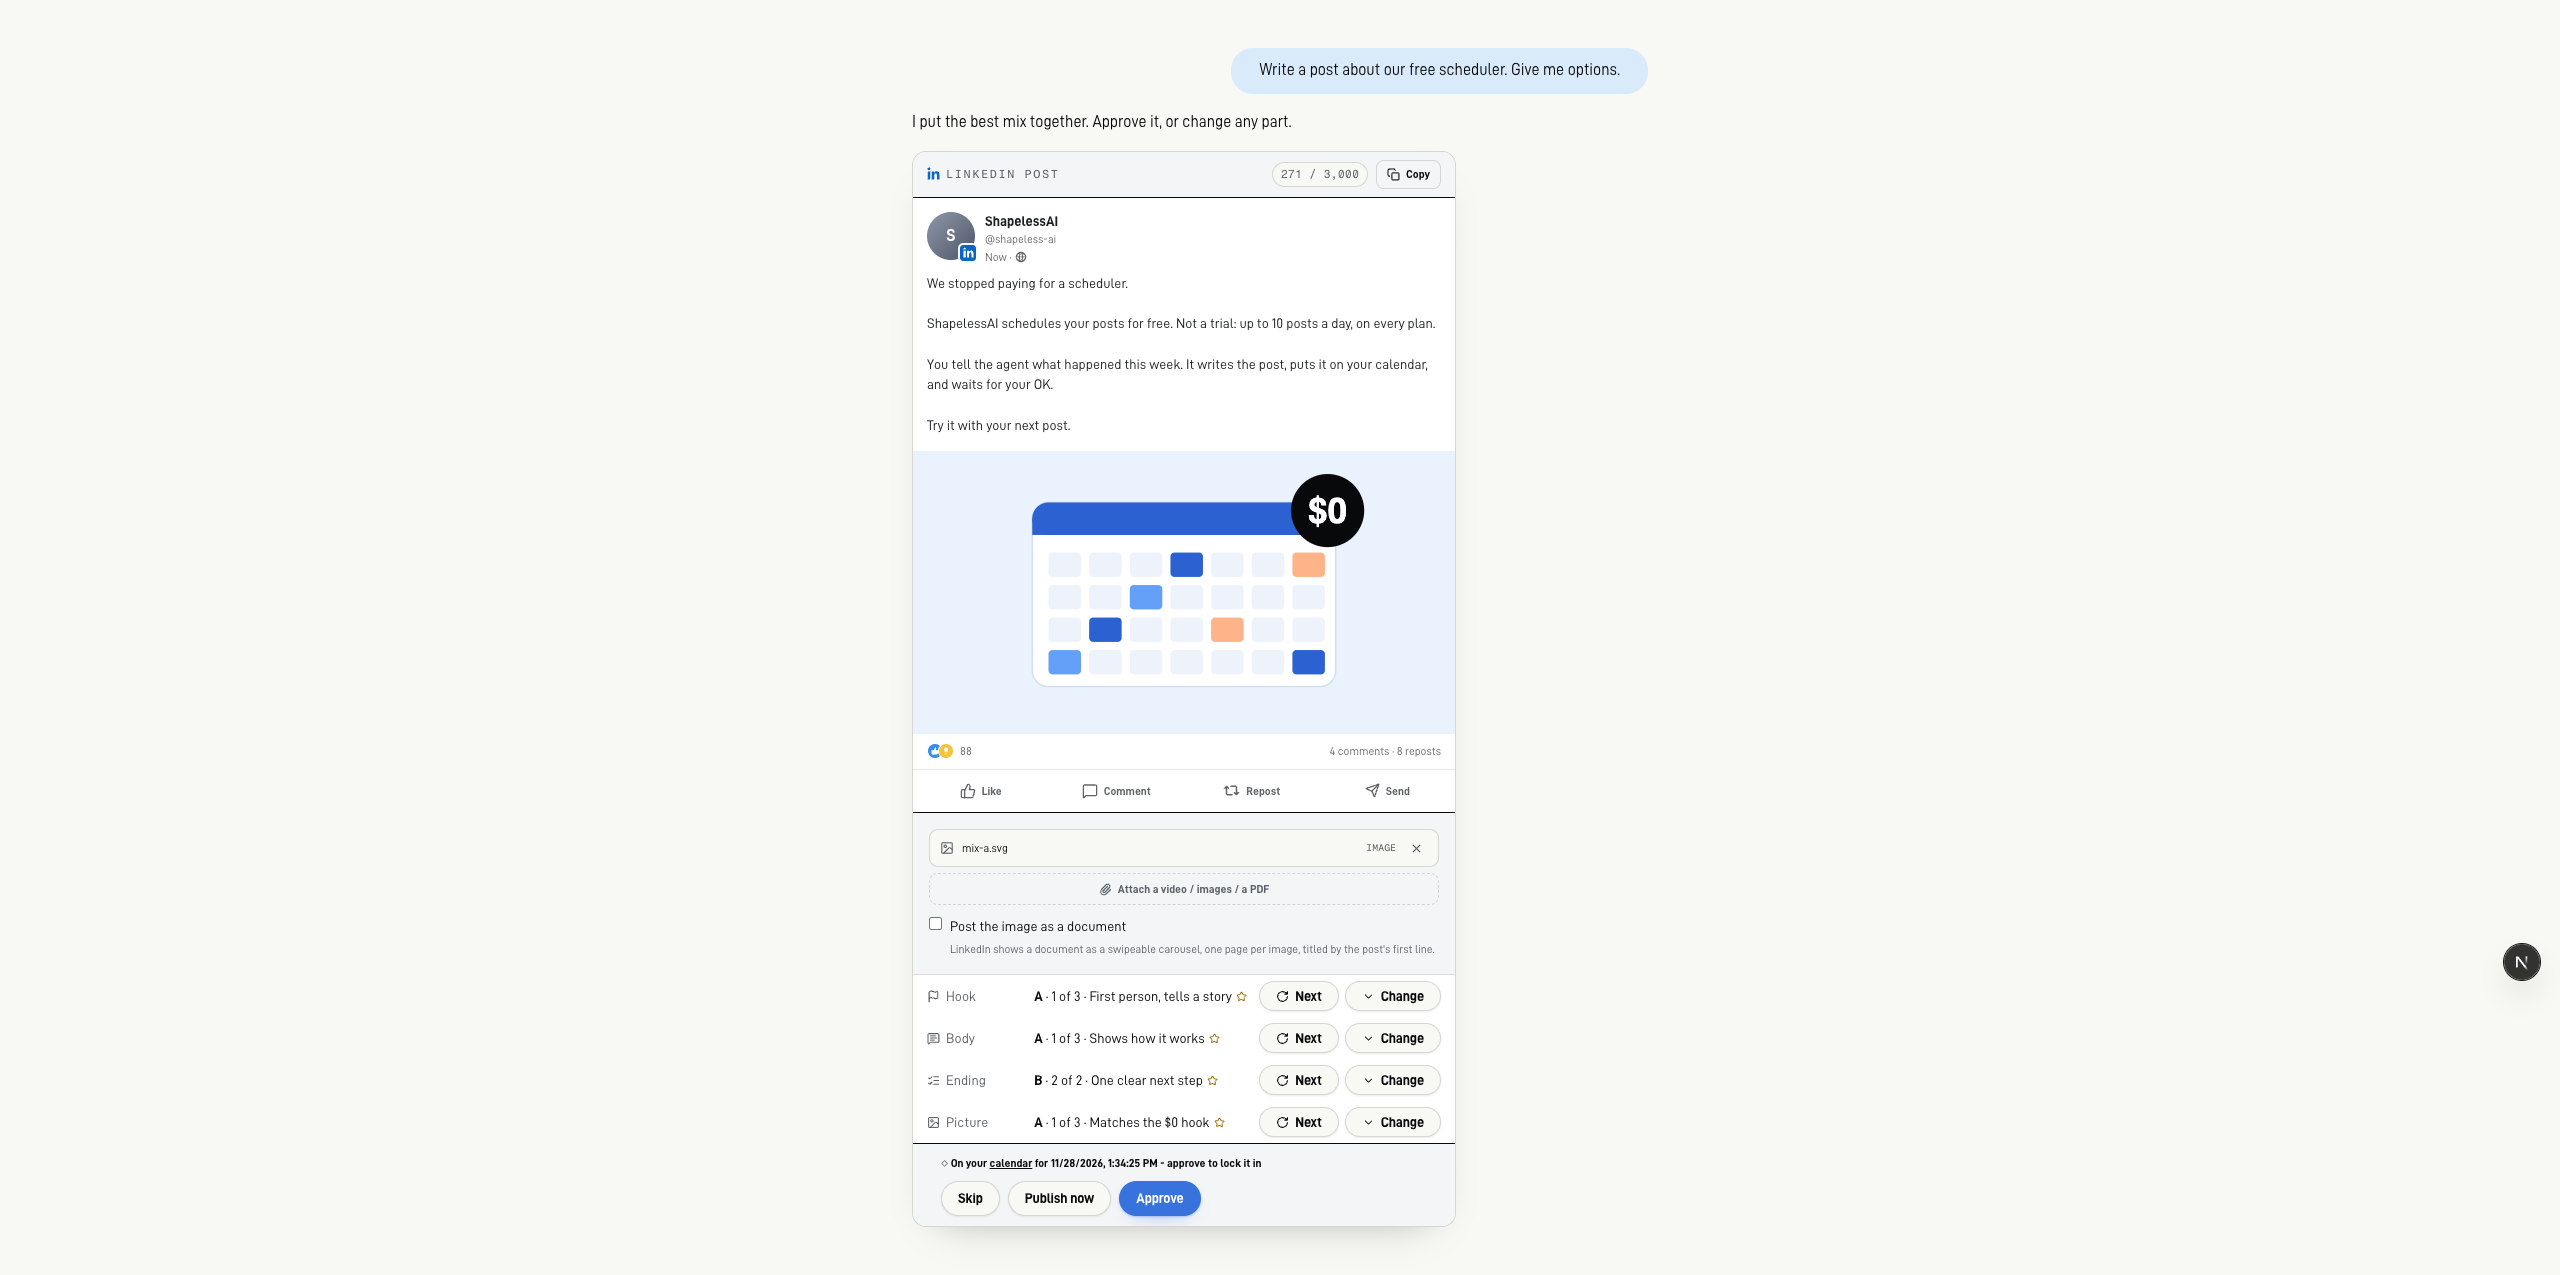 Write a post about our free scheduler. Give me options.
I put the best mix together. Approve it, or change any part.
in LINKEDIN POST 271 / 3,000 Copy
S in ShapelessAI
@shapeless-ai
Now ·
We stopped paying for a scheduler.
ShapelessAI schedules your posts for free. Not a trial: up to 10 posts a day, on every plan.
You tell the agent what happened this week. It writes the post, puts it on your calendar,
and waits for your OK.
Try it with your next post.
$0
88 4 comments · 8 reposts
Like Comment Repost Send
mix-a.svg IMAGE
Attach a video / images / a PDF
Post the image as a document
LinkedIn shows a document as a swipeable carousel, one page per image, titled by the post's first line.
Hook A · 1 of 3 · First person, tells a story Next Change
Body A · 1 of 3 · Shows how it works Next Change
Ending B · 2 of 2 · One clear next step Next Change
Picture A · 1 of 3 · Matches the $0 hook Next Change
On your calendar for 11/28/2026, 1:34:25 PM - approve to lock it in
Skip Publish now Approve
N